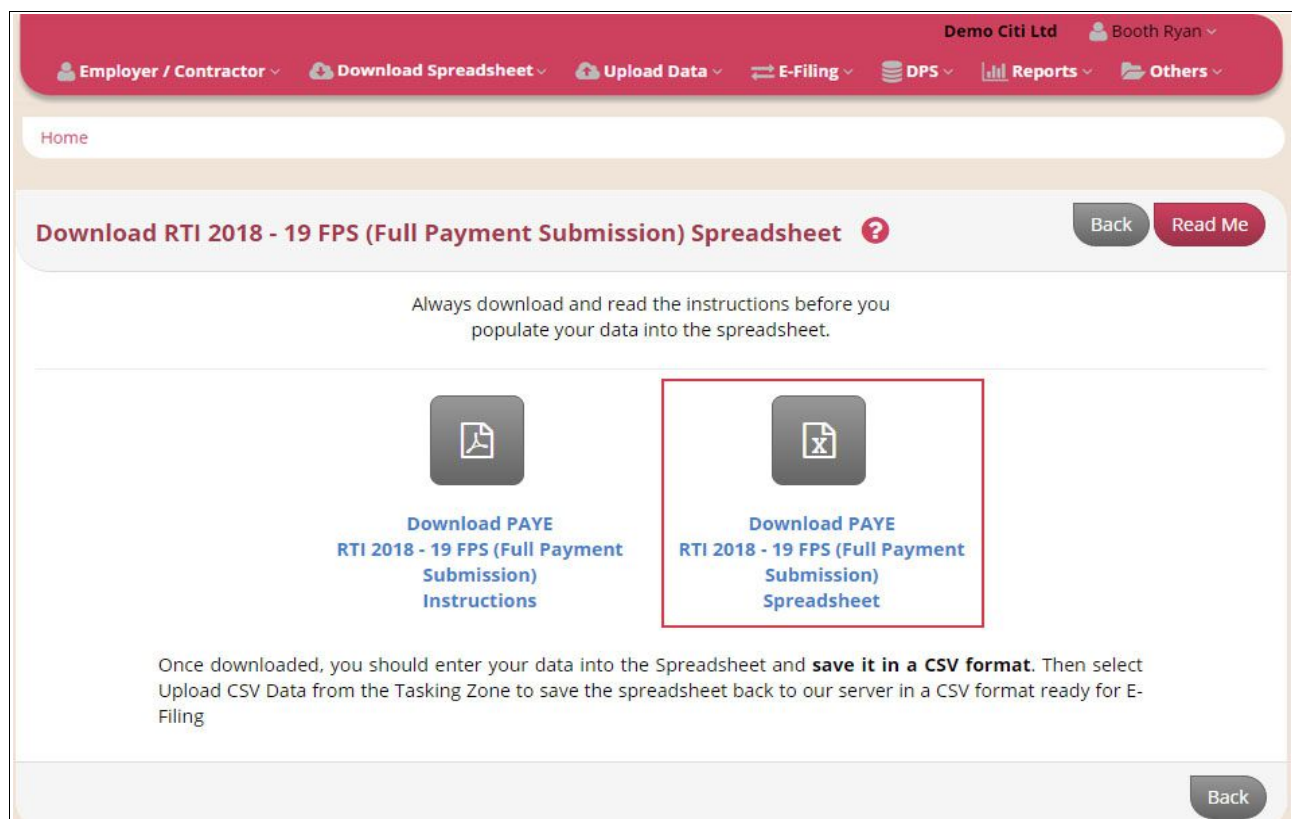 Demo Citi Ltd Booth Ryan
Employer / Contractor Download Spreadsheet Upload Data E-Filing DPS Reports Others
Home
Download RTI 2018 - 19 FPS (Full Payment Submission) Spreadsheet ?
Back Read Me
Always download and read the instructions before you
populate your data into the spreadsheet.
Download PAYE
RTI 2018 - 19 FPS (Full Payment
Submission)
Instructions
Download PAYE
RTI 2018 - 19 FPS (Full Payment
Submission)
Spreadsheet
Once downloaded, you should enter your data into the Spreadsheet and save it in a CSV format. Then select
Upload CSV Data from the Tasking Zone to save the spreadsheet back to our server in a CSV format ready for E-
Filing
Back